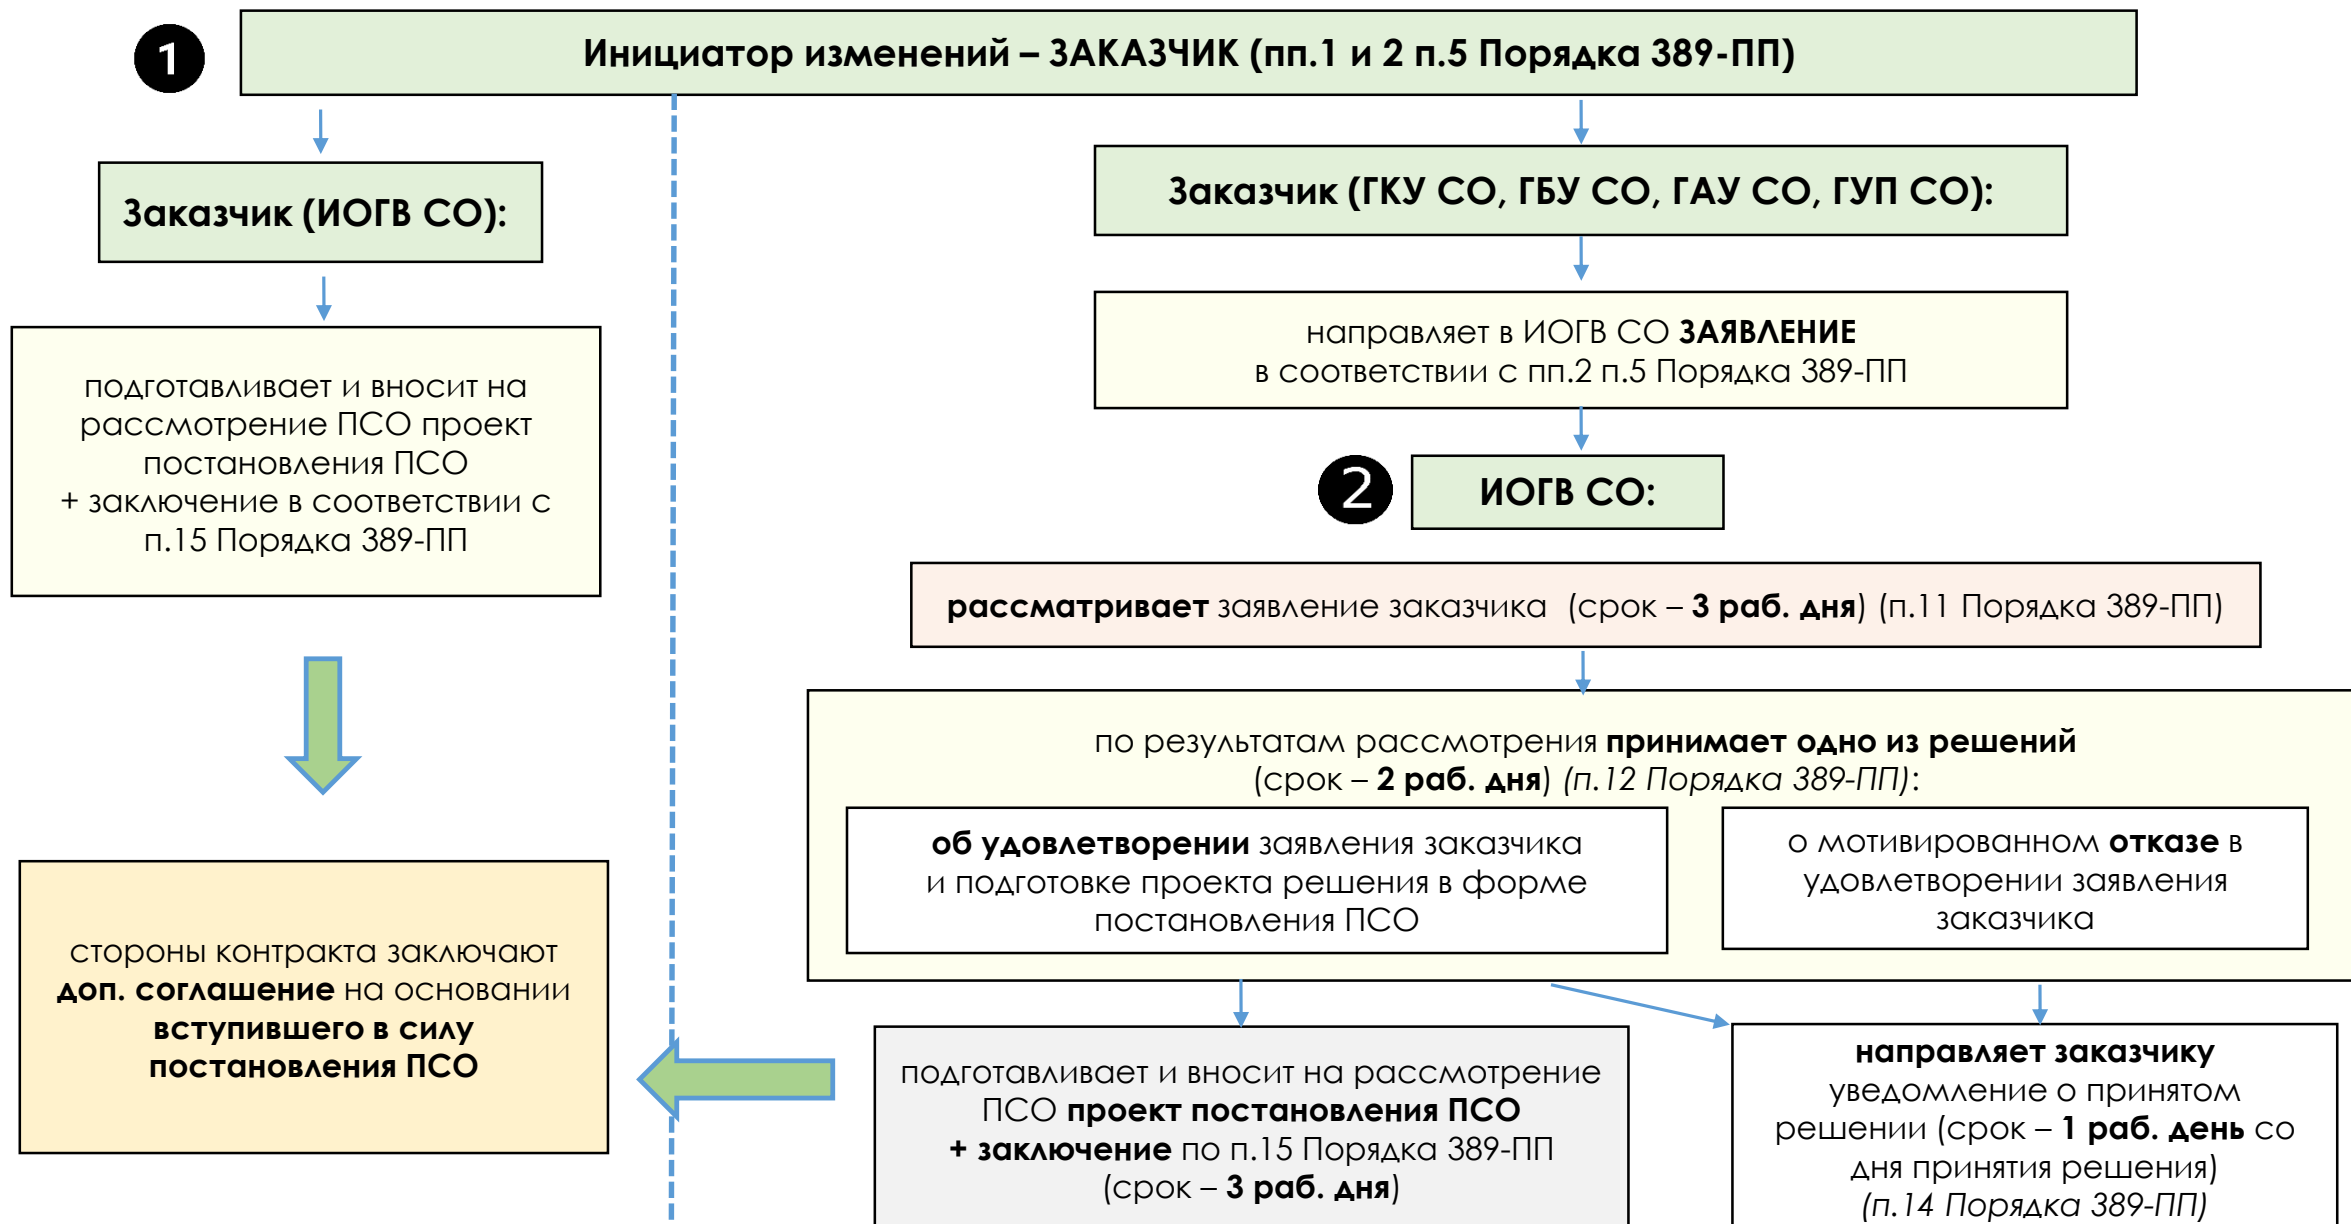 1
Инициатор изменений – ЗАКАЗЧИК (пп.1 и 2 п.5 Порядка 389-ПП)
Заказчик (ИОГВ СО):
подготавливает и вносит на
рассмотрение ПСО проект
постановления ПСО
+ заключение в соответствии с
п.15 Порядка 389-ПП
стороны контракта заключают
доп. соглашение на основании
вступившего в силу
постановления ПСО
Заказчик (ГКУ СО, ГБУ СО, ГАУ СО, ГУП СО):
направляет в ИОГВ СО ЗАЯВЛЕНИЕ
в соответствии с пп.2 п.5 Порядка 389-ПП
2
ИОГВ СО:
рассматривает заявление заказчика (срок – 3 раб. дня) (п.11 Порядка 389-ПП)
по результатам рассмотрения принимает одно из решений
(срок – 2 раб. дня) (п.12 Порядка 389-ПП):
об удовлетворении заявления заказчика
и подготовке проекта решения в форме
постановления ПСО
о мотивированном отказе в
удовлетворении заявления
заказчика
подготавливает и вносит на рассмотрение
ПСО проект постановления ПСО
+ заключение по п.15 Порядка 389-ПП
(срок – 3 раб. дня)
направляет заказчику
уведомление о принятом
решении (срок – 1 раб. день со
дня принятия решения)
(п.14 Порядка 389-ПП)